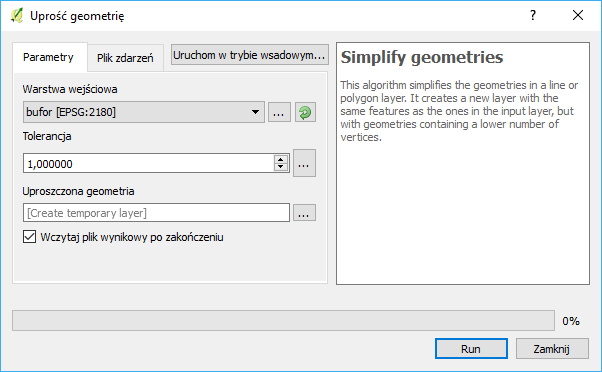 Uprość geometrię
?
Parametry
Plik zdarzeń
Uruchom w trybie wsadowym...
Warstwa wejściowa
bufor [EPSG:2180]
...
Tolerancja
1,000000
...
Uproszczona geometria
[Create temporary layer]
...
Wczytaj plik wynikowy po zakończeniu
Simplify geometries
This algorithm simplifies the geometries in a line or
polygon layer. It creates a new layer with the
same features as the ones in the input layer, but
with geometries containing a lower number of
vertices.
0%
Run
Zamknij